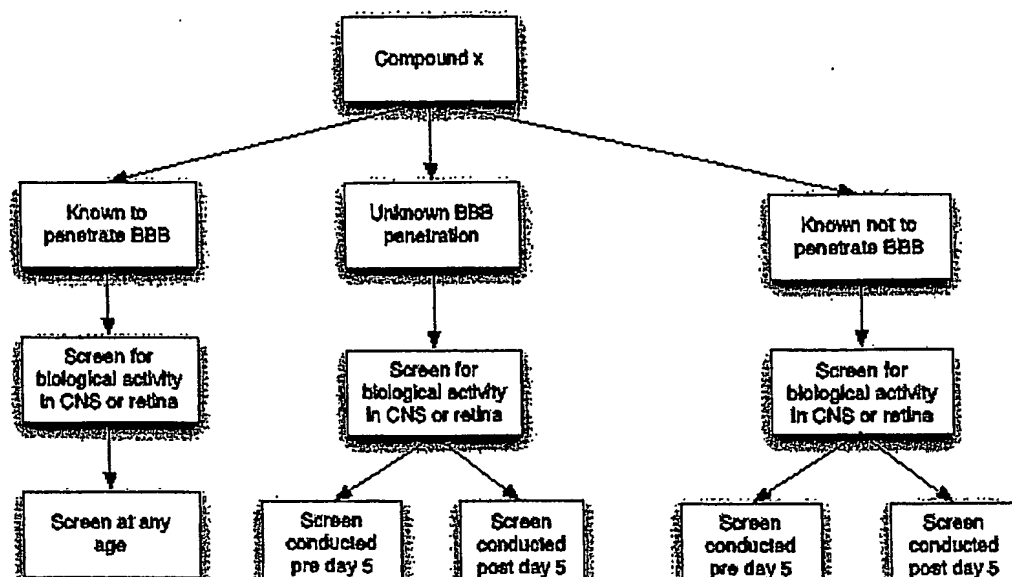 Compound x
Known to
penetrate BBB
Unknown BBB
penetration
Known not to
penetrate BBB
Screen for
biological activity
in CNS or retina
Screen for
biological activity
in CNS or retina
Screen for
biological activity
in CNS or retina
Screen at any
age
Screen
conducted
pre day 5
Screen
conducted
post day 5
Screen
conducted
pre day 5
Screen
conducted
post day 5